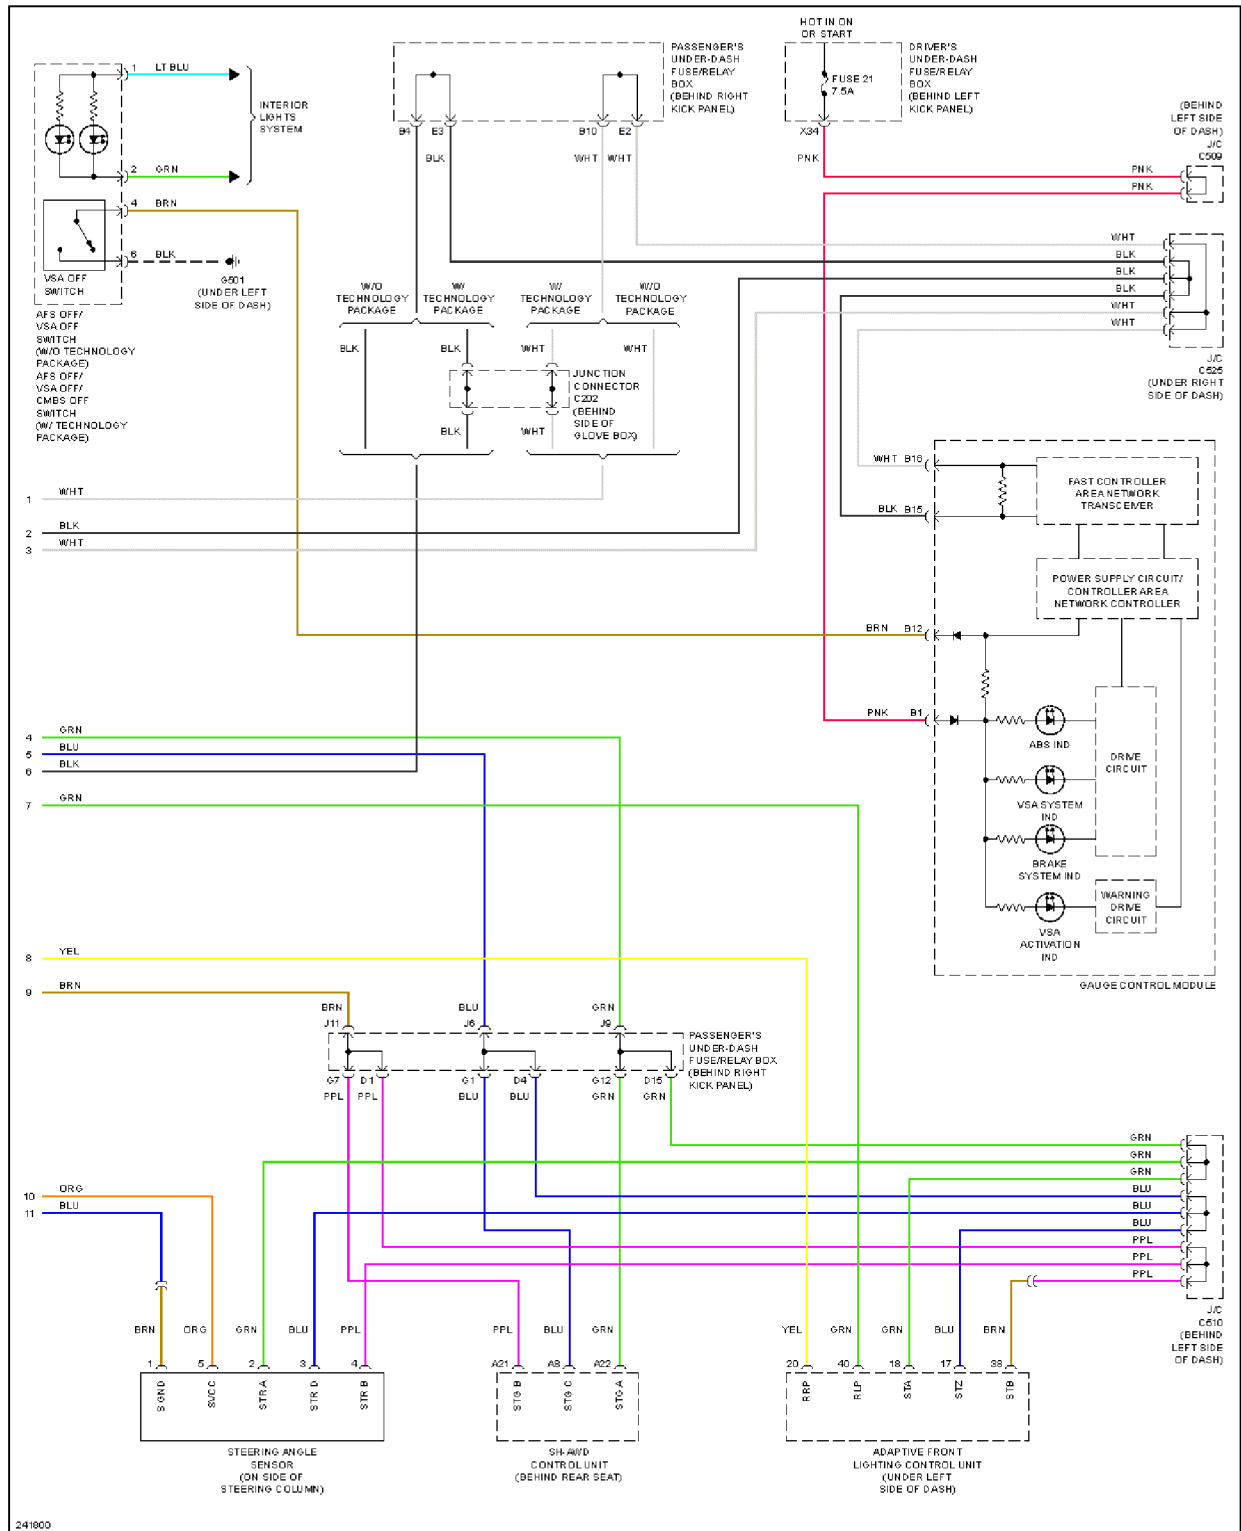 HOT IN ON
OR START
PASSENGER'S
UNDER-DASH
FUSE/RELAY
BOX
(BEHIND RIGHT
KICK PANEL)
FUSE 21
7.5A
DRIVER'S
UNDER-DASH
FUSE/RELAY
BOX
(BEHIND LEFT
KICK PANEL)
1 LT BLU
INTERIOR
LIGHTS
SYSTEM
2 GRN
4 BRN
6 BLK
G501
(UNDER LEFT
SIDE OF DASH)
VSA OFF
SWITCH
AFS OFF/
VSA OFF
SWITCH
(W/O TECHNOLOGY
PACKAGE)
AFS OFF/
VSA OFF/
CMBS OFF
SWITCH
(W/ TECHNOLOGY
PACKAGE)
B4 E3 B10 E2 X34
BLK WHT WHT PNK
(BEHIND
LEFT SIDE
OF DASH)
J/C
C509
PNK
PNK
WHT
BLK
BLK
BLK
WHT
WHT
J/C
C525
(UNDER RIGHT
SIDE OF DASH)
W/O
TECHNOLOGY
PACKAGE
W/
TECHNOLOGY
PACKAGE
W/
TECHNOLOGY
PACKAGE
W/O
TECHNOLOGY
PACKAGE
BLK BLK WHT WHT
JUNCTION
CONNECTOR
C202
(BEHIND
SIDE OF
GLOVE BOX)
BLK WHT
WHT B16
FAST CONTROLLER
AREA NETWORK
TRANSCEIVER
BLK B15
POWER SUPPLY CIRCUIT/
CONTROLLER AREA
NETWORK CONTROLLER
BRN B12
PNK B1
ABS IND
DRIVE
CIRCUIT
VSA SYSTEM
IND
BRAKE
SYSTEM IND
WARNING
DRIVE
CIRCUIT
VSA
ACTIVATION
IND
GAUGE CONTROL MODULE
1 WHT
2 BLK
3 WHT
4 GRN
5 BLU
6 BLK
7 GRN
8 YEL
9 BRN
BRN BLU GRN
J11 J6 J9
PASSENGER'S
UNDER-DASH
FUSE/RELAY BOX
(BEHIND RIGHT
KICK PANEL)
G7 D1 G1 D4 G12 D15
PPL PPL BLU BLU GRN GRN
GRN
GRN
GRN
BLU
BLU
BLU
PPL
PPL
PPL
J/C
C510
(BEHIND
LEFT SIDE
OF DASH)
10 ORG
11 BLU
BRN ORG GRN BLU PPL PPL BLU GRN YEL GRN GRN BLU BRN
1 5 2 3 4 A21 A8 A22 20 40 18 17 38
SGND SVCC STR A STR D STR B STG B STG C STG A RRP RLP STA STZ STB
STEERING ANGLE
SENSOR
(ON SIDE OF
STEERING COLUMN)
SH-AWD
CONTROL UNIT
(BEHIND REAR SEAT)
ADAPTIVE FRONT
LIGHTING CONTROL UNIT
(UNDER LEFT
SIDE OF DASH)
241800